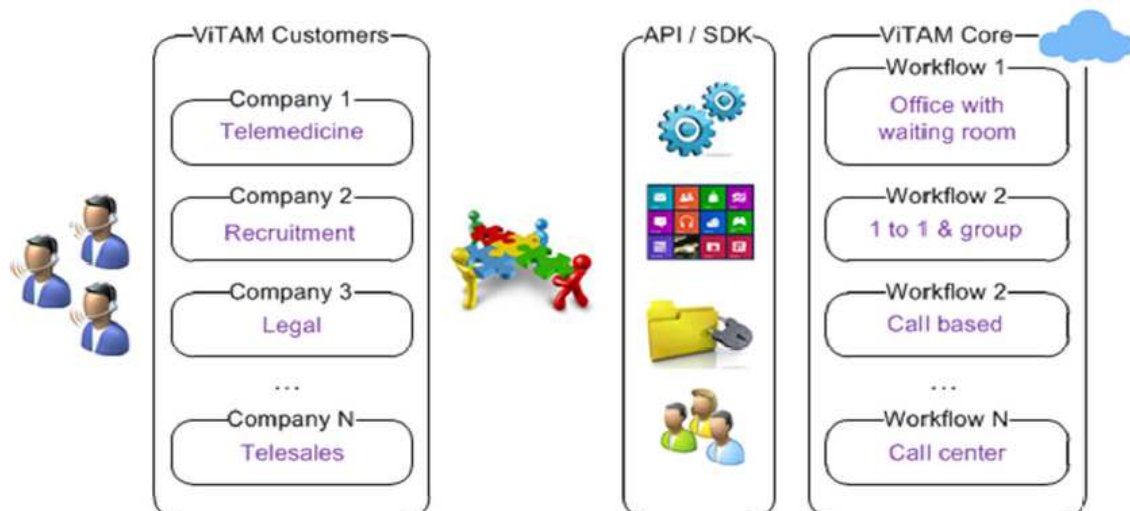 ViTAM Customers
Company 1
Telemedicine
Company 2
Recruitment
Company 3
Legal
...
Company N
Telesales
API / SDK
ViTAM Core
Workflow 1
Office with
waiting room
Workflow 2
1 to 1 & group
Workflow 2
Call based
...
Workflow N
Call center